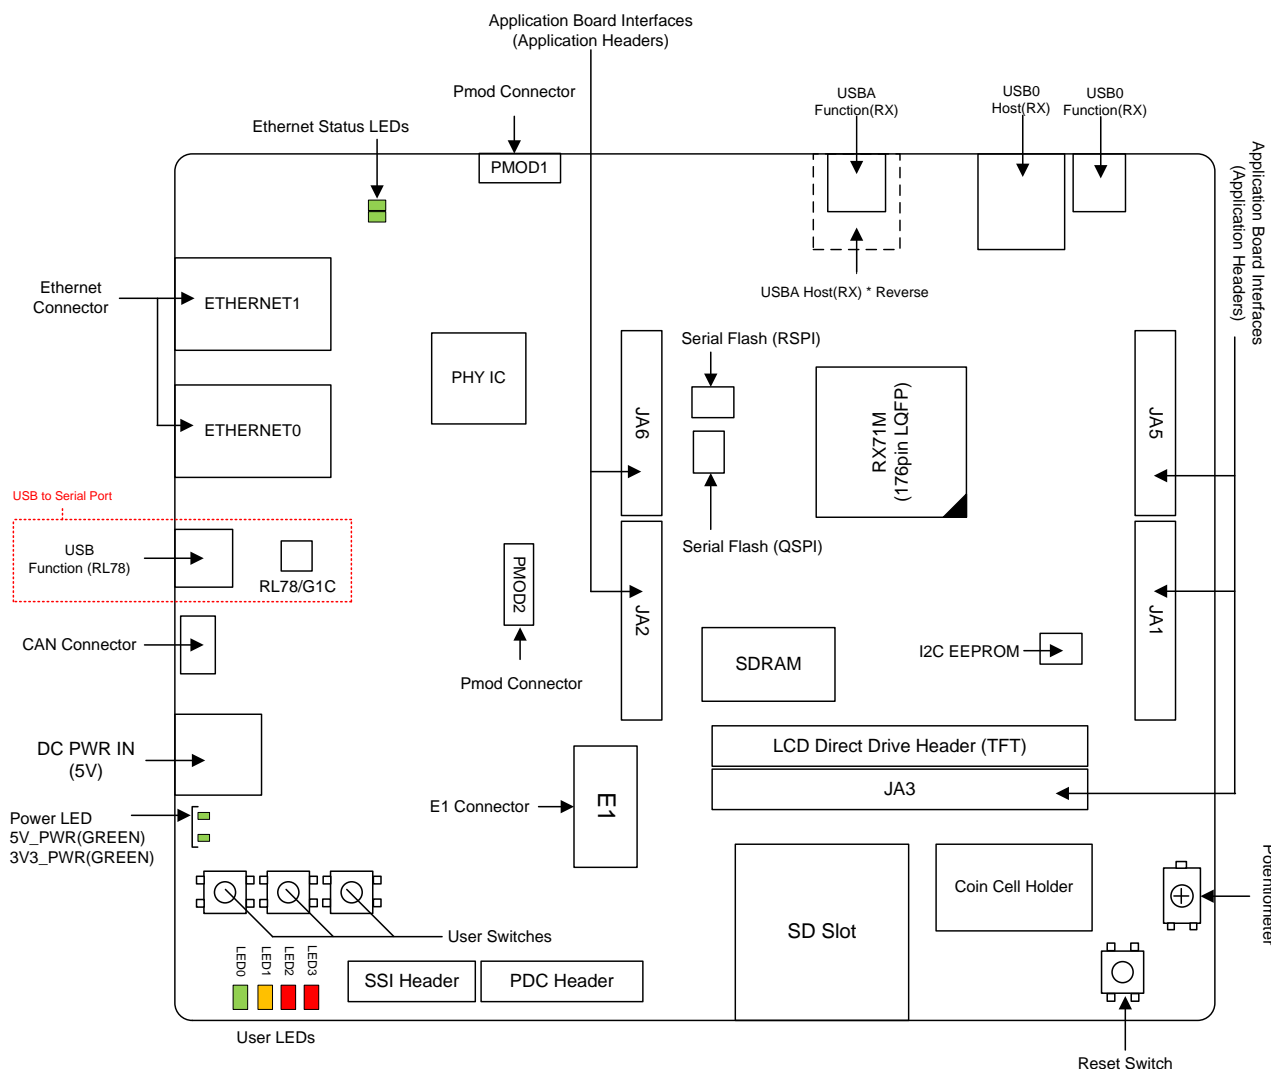 Application Board Interfaces
(Application Headers)
Pmod Connector
USBA
Function(RX)
USB0
Host(RX)
USB0
Function(RX)
Ethernet Status LEDs
PMOD1
Application Board Interfaces
(Application Headers)
Ethernet
Connector
ETHERNET1
USBA Host(RX) * Reverse
Serial Flash (RSPI)
PHY IC
JA6
RX71M
(176pin LQFP)
JA5
ETHERNET0
USB to Serial Port
USB
Function (RL78)
RL78/G1C
Serial Flash (QSPI)
PMOD2
JA2
JA1
CAN Connector
SDRAM
I2C EEPROM
Pmod Connector
DC PWR IN
(5V)
LCD Direct Drive Header (TFT)
JA3
E1 Connector
E1
Power LED
5V_PWR(GREEN)
3V3_PWR(GREEN)
Coin Cell Holder
Potentiometer
User Switches
SD Slot
LED0
LED1
LED2
LED3
SSI Header
PDC Header
User LEDs
Reset Switch